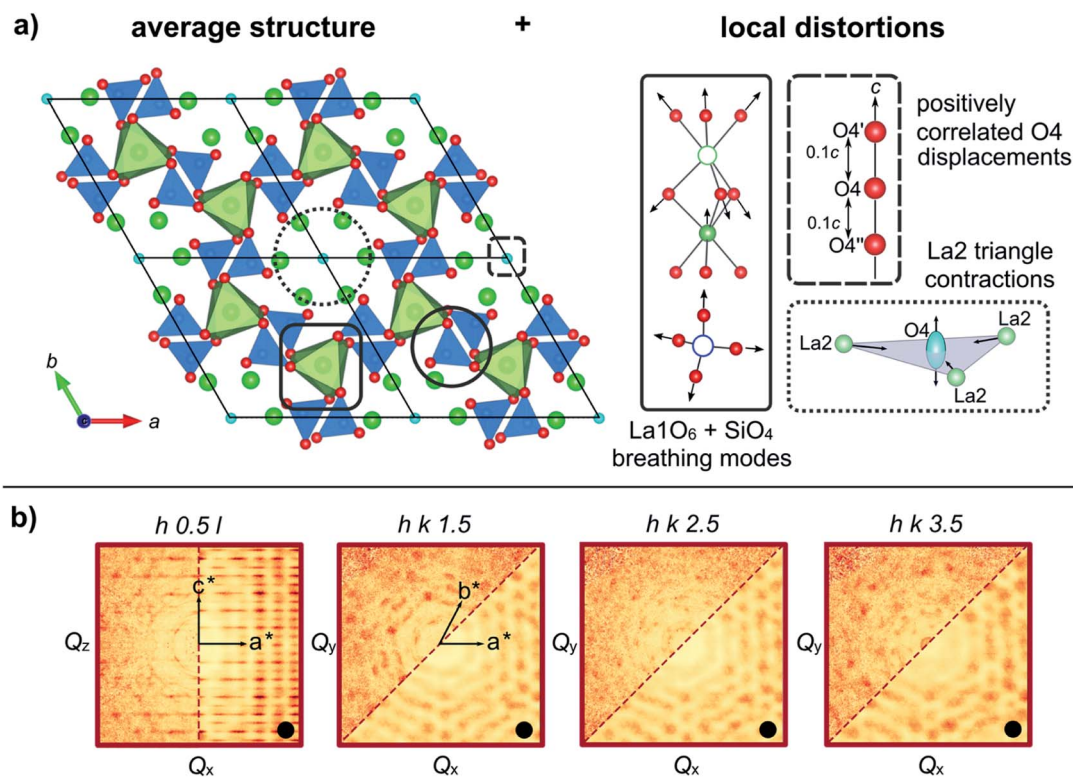 a)
average structure
+
local distortions
c
O4'
0.1c
O4
0.1c
O4"
positively
correlated O4
displacements
La2 triangle
contractions
La2
O4
La2
La2
La1O₆ + SiO₄
breathing modes
b
c
a
b)
h 0.5 l
h k 1.5
h k 2.5
h k 3.5
c*
a*
b*
a*
Qz
Qy
Qy
Qy
Qx
Qx
Qx
Qx